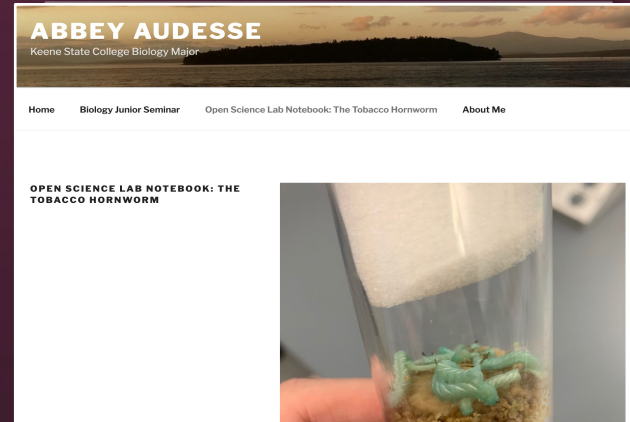 ABBEY AUDESSE
Keene State College Biology Major
Home Biology Junior Seminar Open Science Lab Notebook: The Tobacco Hornworm About Me
OPEN SCIENCE LAB NOTEBOOK: THE
TOBACCO HORNWORM